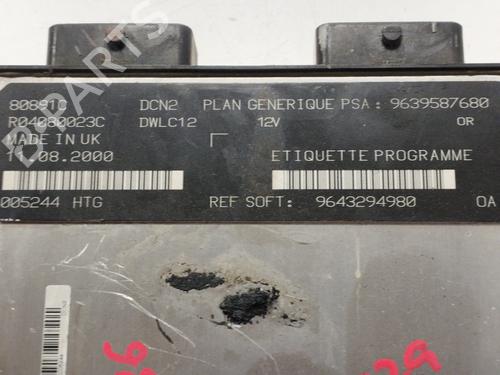 80891C DCN2 PLAN GENERIQUE PSA : 9639587680
R04080023C DWLC12 12V OR
MADE IN UK
.08.2000 ETIQUETTE PROGRAMME
005244 HTG REF SOFT: 9643294980 OA